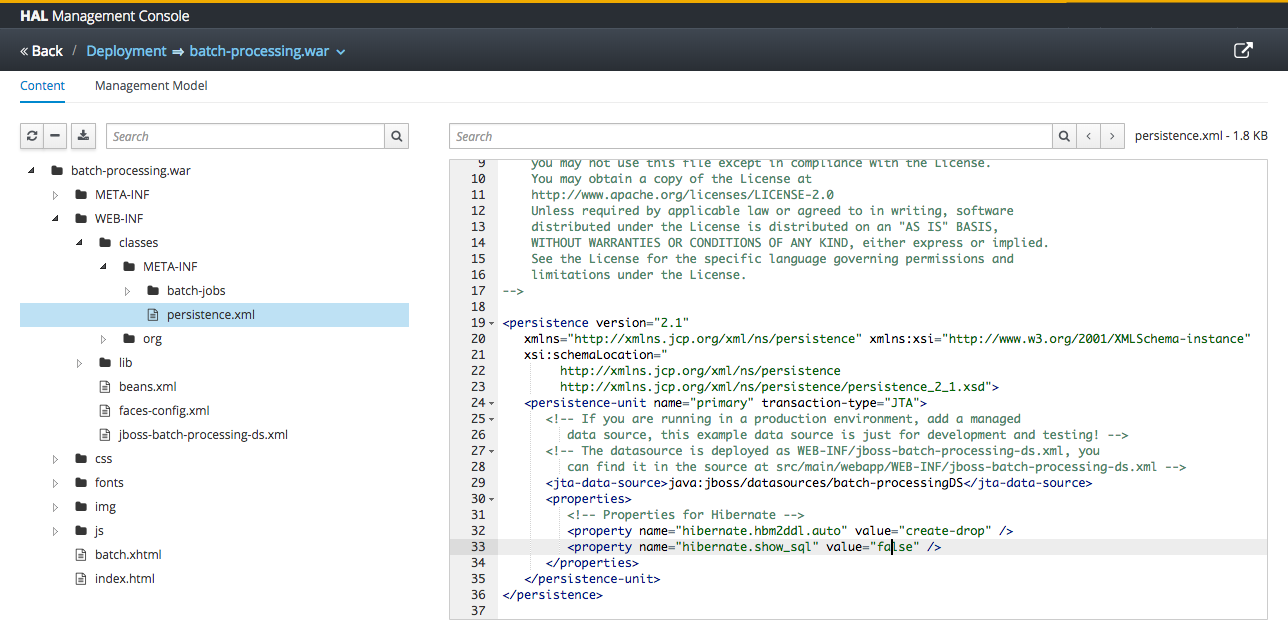 HAL Management Console
« Back / Deployment ⇒ batch-processing.war
Content Management Model
Search
Search
persistence.xml - 1.8 KB
batch-processing.war
META-INF
WEB-INF
classes
META-INF
batch-jobs
persistence.xml
org
lib
beans.xml
faces-config.xml
jboss-batch-processing-ds.xml
css
fonts
img
js
batch.xhtml
index.html
9 you may not use this file except in compliance with the License.
10 You may obtain a copy of the License at
11 http://www.apache.org/licenses/LICENSE-2.0
12 Unless required by applicable law or agreed to in writing, software
13 distributed under the License is distributed on an "AS IS" BASIS,
14 WITHOUT WARRANTIES OR CONDITIONS OF ANY KIND, either express or implied.
15 See the License for the specific language governing permissions and
16 limitations under the License.
17 -->
18
19 <persistence version="2.1"
20 xmlns="http://xmlns.jcp.org/xml/ns/persistence" xmlns:xsi="http://www.w3.org/2001/XMLSchema-instance"
21 xsi:schemaLocation="
22 http://xmlns.jcp.org/xml/ns/persistence
23 http://xmlns.jcp.org/xml/ns/persistence/persistence_2_1.xsd">
24 <persistence-unit name="primary" transaction-type="JTA">
25 <!-- If you are running in a production environment, add a managed
26 data source, this example data source is just for development and testing! -->
27 <!-- The datasource is deployed as WEB-INF/jboss-batch-processing-ds.xml, you
28 can find it in the source at src/main/webapp/WEB-INF/jboss-batch-processing-ds.xml -->
29 <jta-data-source>java:jboss/datasources/batch-processingDS</jta-data-source>
30 <properties>
31 <!-- Properties for Hibernate -->
32 <property name="hibernate.hbm2ddl.auto" value="create-drop" />
33 <property name="hibernate.show_sql" value="false" />
34 </properties>
35 </persistence-unit>
36 </persistence>
37